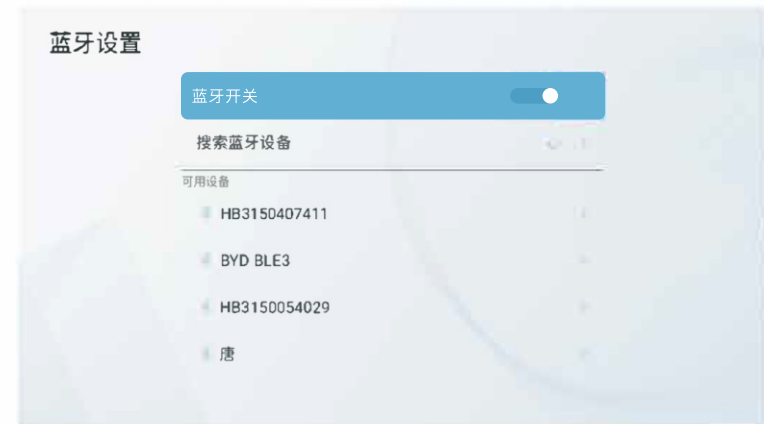 蓝牙设置
蓝牙开关
搜索蓝牙设备
可用设备
HB3150407411
BYD BLE3
HB3150054029
唐